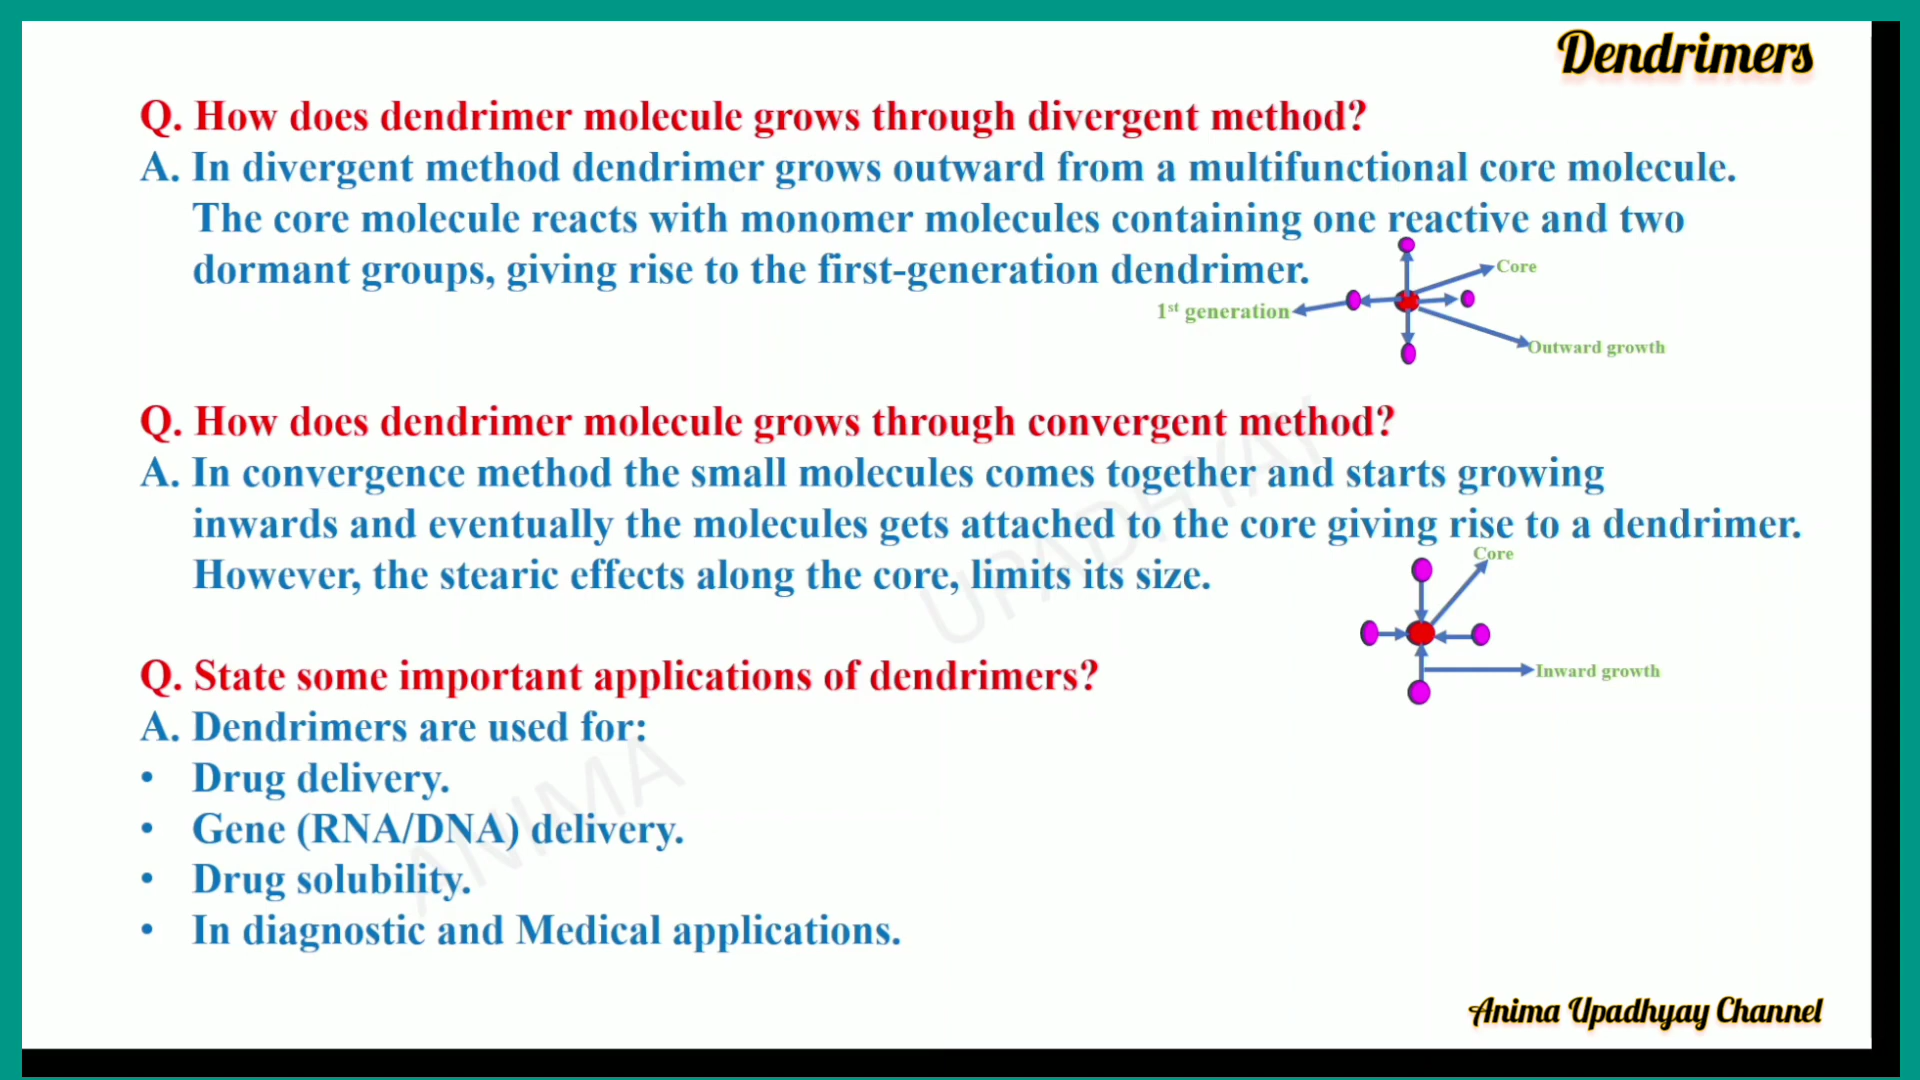 Dendrimers
Q. How does dendrimer molecule grows through divergent method?
A. In divergent method dendrimer grows outward from a multifunctional core molecule.
The core molecule reacts with monomer molecules containing one reactive and two
dormant groups, giving rise to the first-generation dendrimer.
Core
1st generation
Outward growth
Q. How does dendrimer molecule grows through convergent method?
A. In convergence method the small molecules comes together and starts growing
inwards and eventually the molecules gets attached to the core giving rise to a dendrimer.
However, the stearic effects along the core, limits its size.
Core
Inward growth
Q. State some important applications of dendrimers?
A. Dendrimers are used for:
• Drug delivery.
• Gene (RNA/DNA) delivery.
• Drug solubility.
• In diagnostic and Medical applications.
ANIMA UPADHYAY
Anima Upadhyay Channel